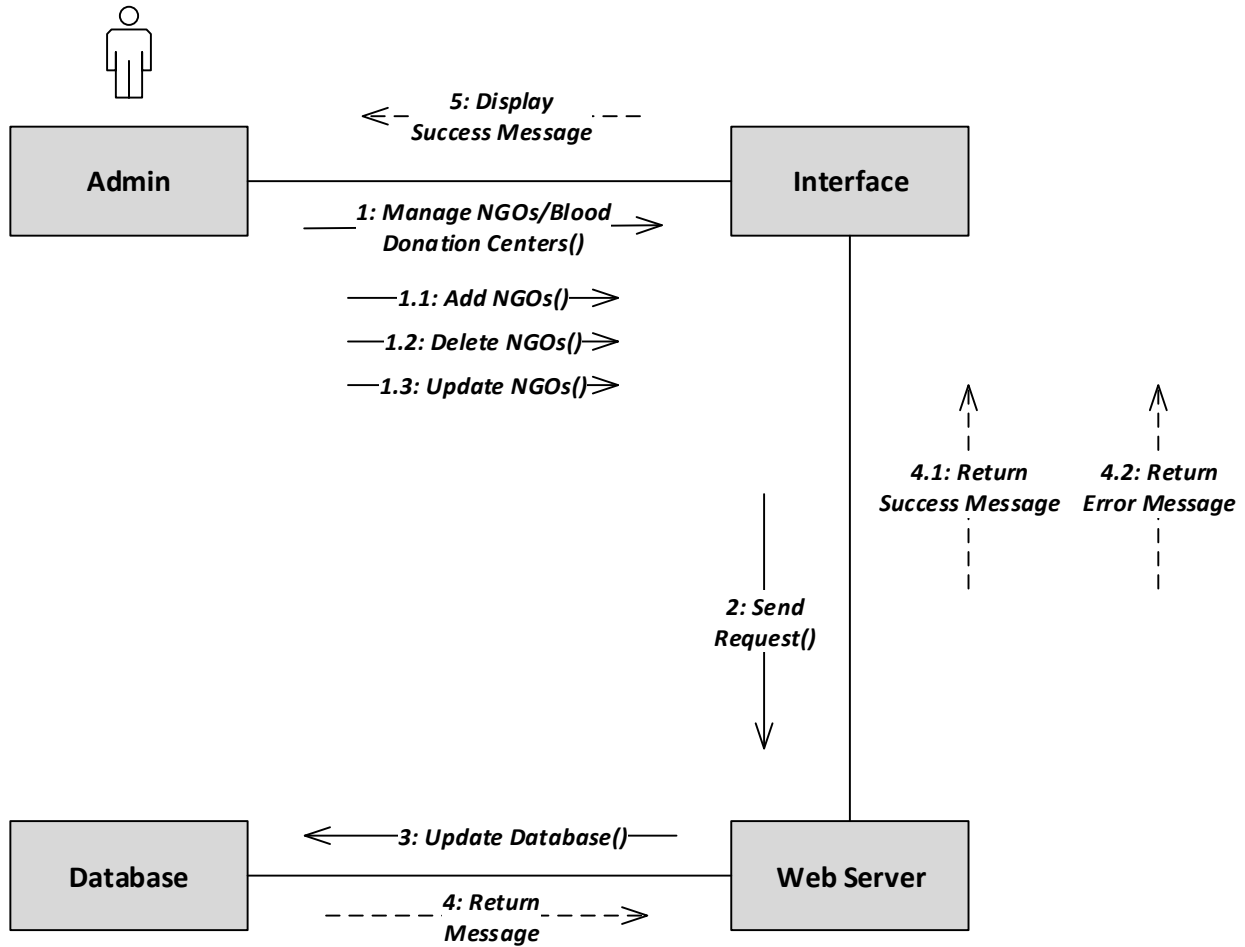 5: Display
Success Message
Admin
Interface
1: Manage NGOs/Blood
Donation Centers()
1.1: Add NGOs()
1.2: Delete NGOs()
1.3: Update NGOs()
4.1: Return
Success Message
4.2: Return
Error Message
2: Send
Request()
3: Update Database()
Database
Web Server
4: Return
Message